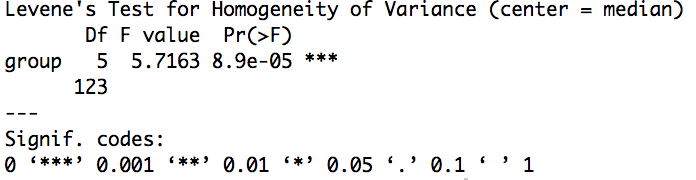 Levene's Test for Homogeneity of Variance (center = median)
Df F value Pr(>F)
group 5 5.7163 8.9e-05 ***
123
---
Signif. codes:
0 ‘***’ 0.001 ‘**’ 0.01 ‘*’ 0.05 ‘.’ 0.1 ‘ ’ 1